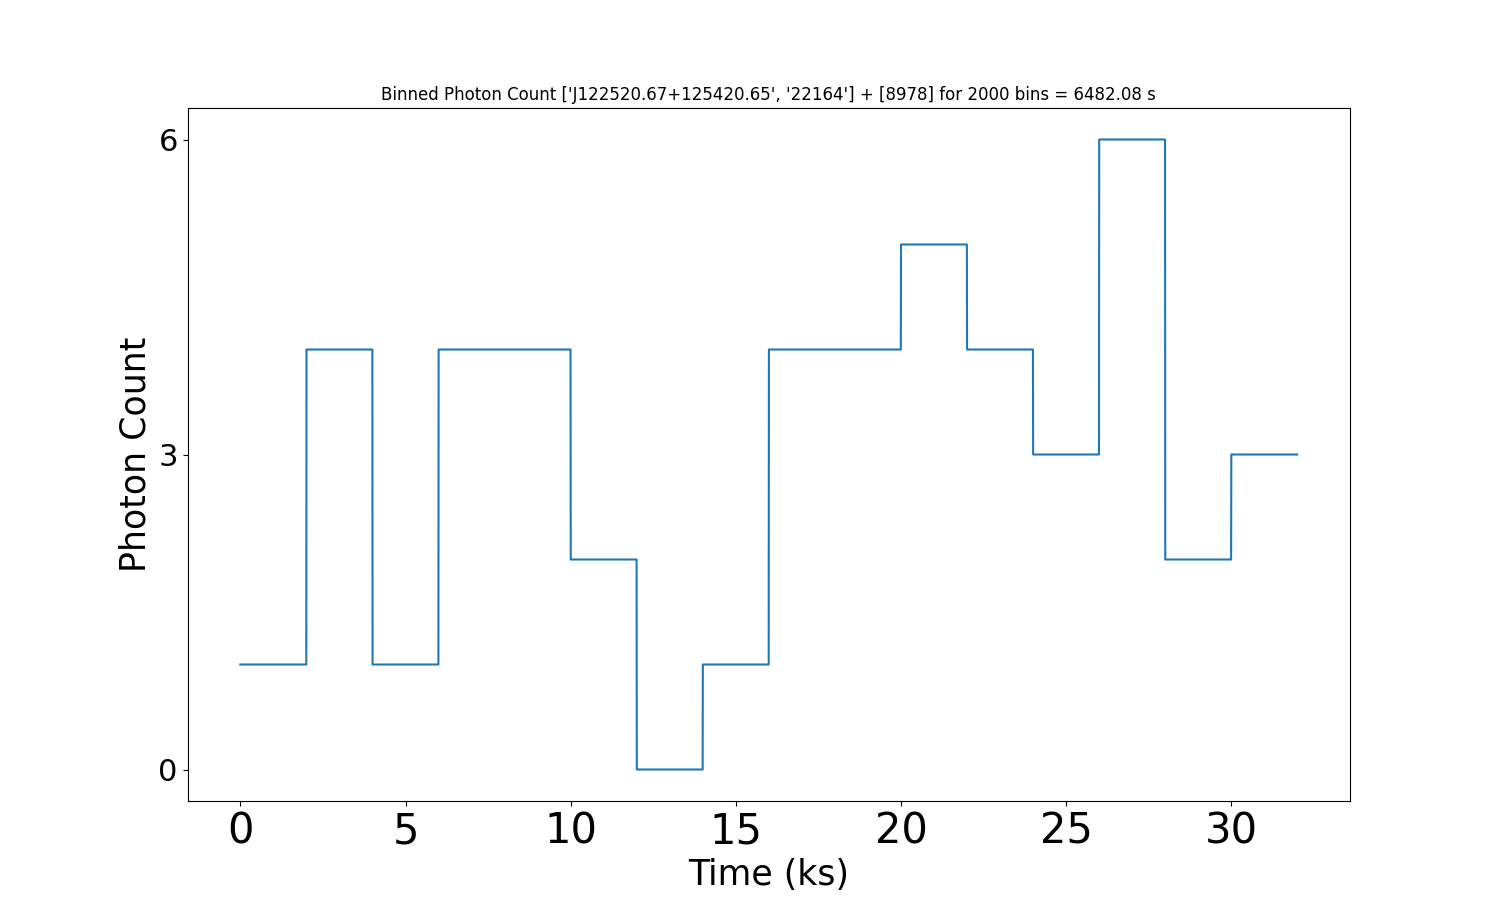 Binned Photon Count ['J122520.67+125420.65', '22164'] + [8978] for 2000 bins = 6482.08 s
6
3
0
Photon Count
0 5 10 15 20 25 30
Time (ks)